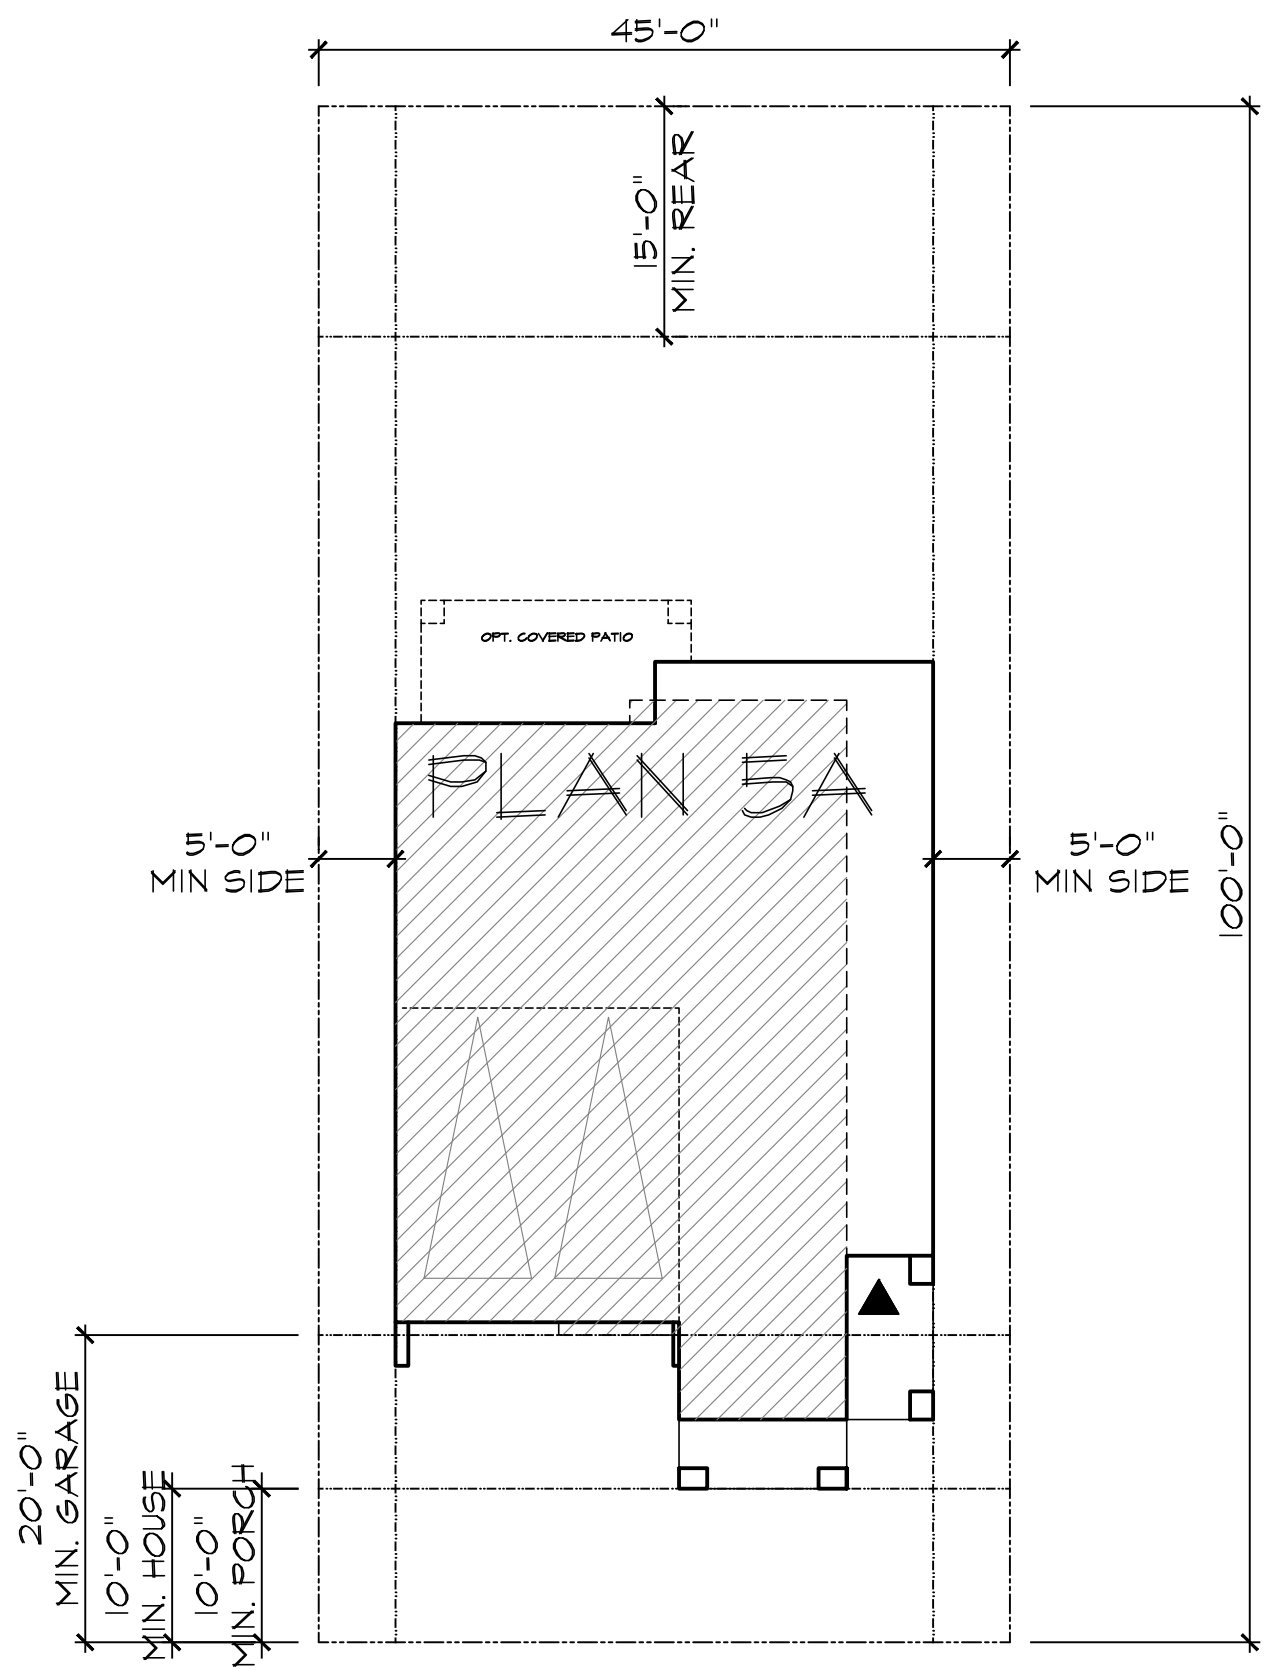 45'-0"
15'-0"
MIN. REAR
OPT. COVERED PATIO
PLAN 5A
5'-0"
MIN SIDE
5'-0"
MIN SIDE
100'-0"
20'-0"
MIN. GARAGE
10'-0"
MIN. HOUSE
10'-0"
MIN. PORCH